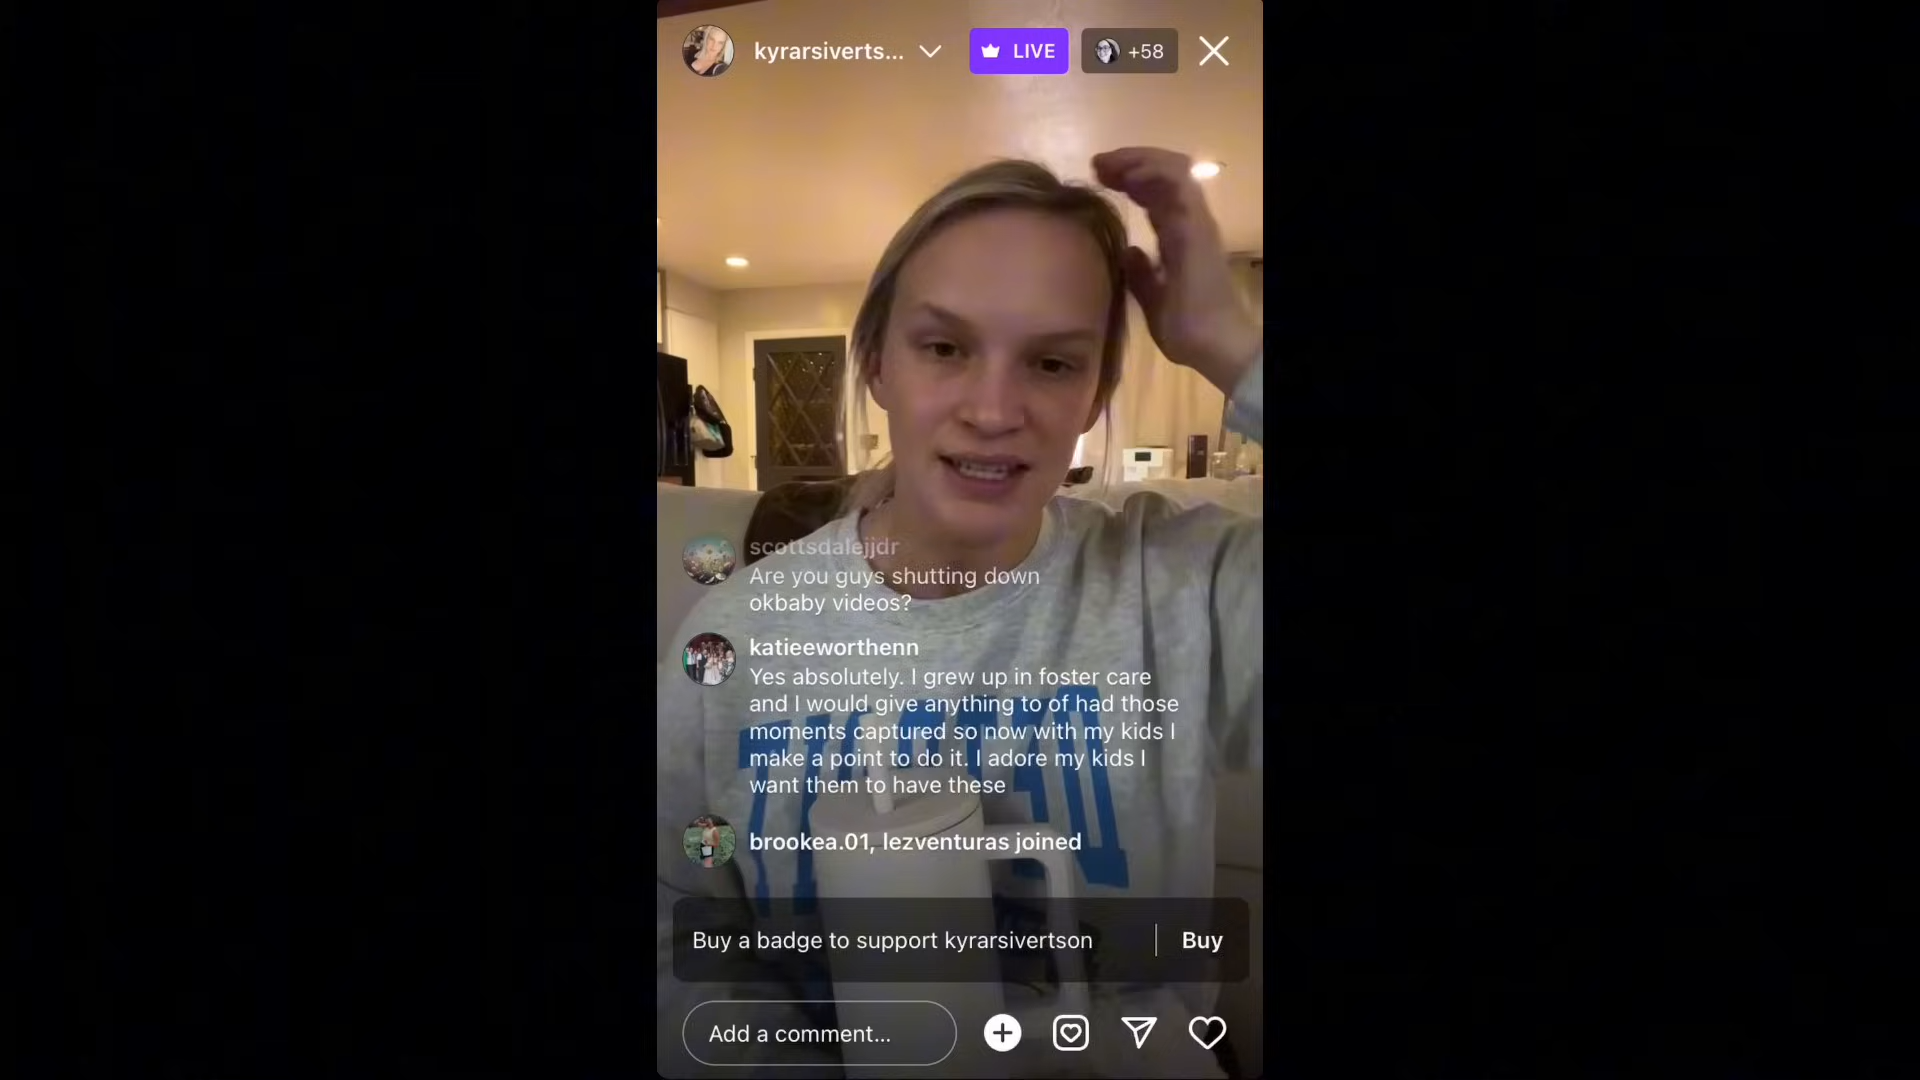 kyrarsiverts...
LIVE
+58
scottsdalejjdr
Are you guys shutting down
okbaby videos?
katieeworthenn
Yes absolutely. I grew up in foster care
and I would give anything to of had those
moments captured so now with my kids I
make a point to do it. I adore my kids I
want them to have these
brookea.01, lezventuras joined
Buy a badge to support kyrarsivertson
Buy
Add a comment...